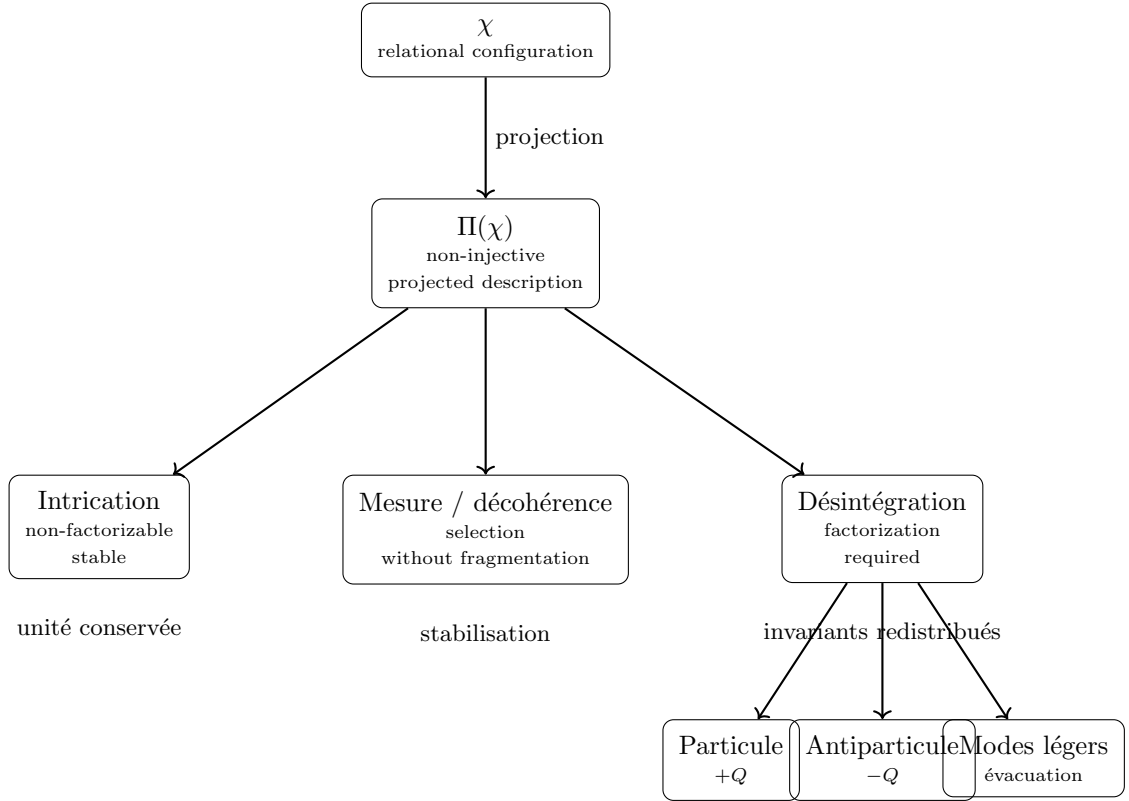 χ
relational configuration
projection
Π(χ)
non-injective
projected description
Intrication
non-factorizable
stable
Mesure / décohérence
selection
without fragmentation
Désintégration
factorization
required
unité conservée
stabilisation
invariants redistribués
Particule
+Q
Antiparticule
−Q
Modes légers
évacuation